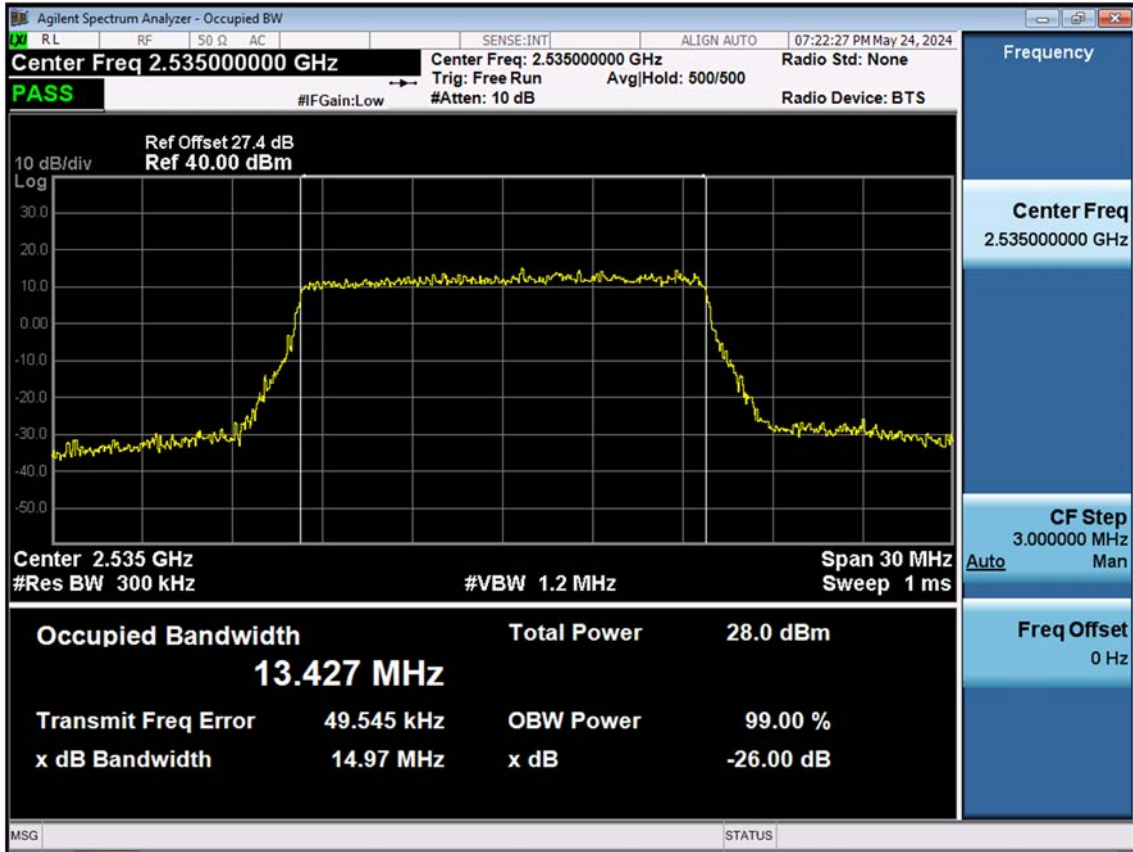 Agilent Spectrum Analyzer - Occupied BW
LXI RL RF 50 Ω AC SENSE:INT ALIGN AUTO 07:22:27 PM May 24, 2024
Center Freq 2.535000000 GHz
Center Freq: 2.535000000 GHz Radio Std: None
Trig: Free Run Avg|Hold: 500/500
PASS
#IFGain:Low #Atten: 10 dB Radio Device: BTS
Ref Offset 27.4 dB
10 dB/div Ref 40.00 dBm
Log
30.0
20.0
10.0
0.00
-10.0
-20.0
-30.0
-40.0
-50.0
Center 2.535 GHz Span 30 MHz
#Res BW 300 kHz #VBW 1.2 MHz Sweep 1 ms
Occupied Bandwidth Total Power 28.0 dBm
13.427 MHz
Transmit Freq Error 49.545 kHz OBW Power 99.00 %
x dB Bandwidth 14.97 MHz x dB -26.00 dB
MSG STATUS
Frequency
Center Freq
2.535000000 GHz
CF Step
3.000000 MHz
Auto Man
Freq Offset
0 Hz